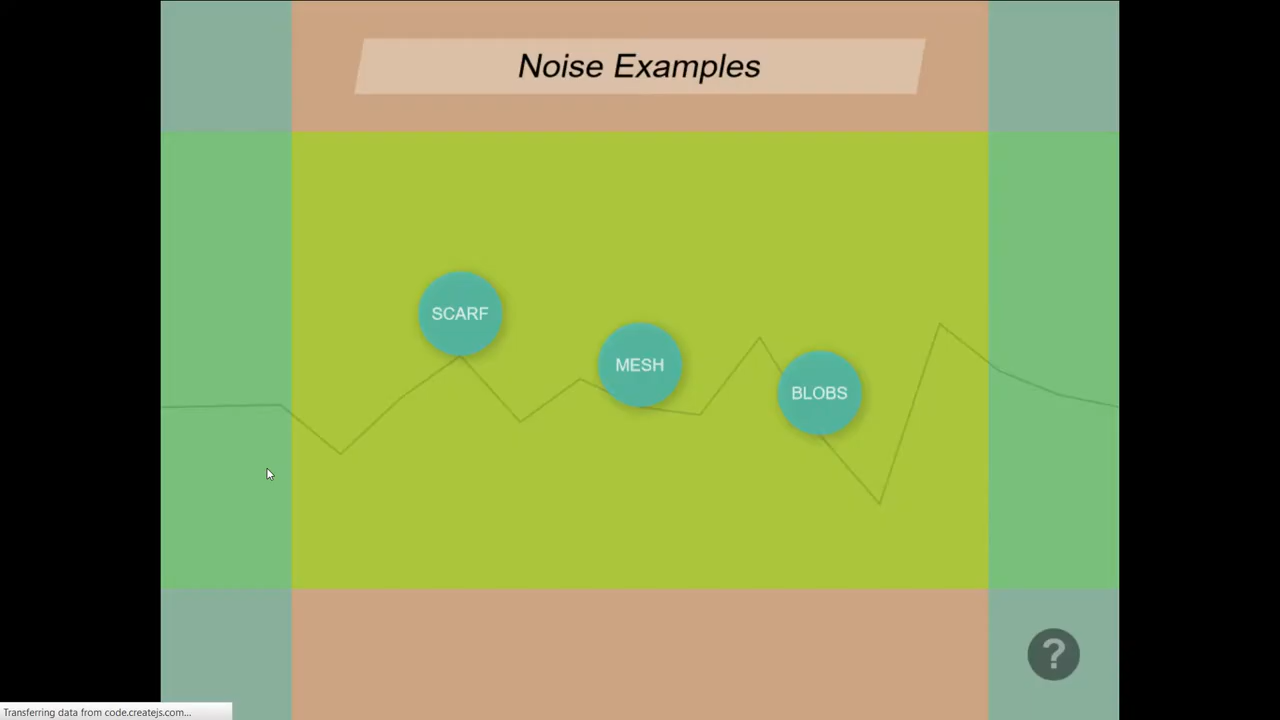 Noise Examples
SCARF
MESH
BLOBS
?
Transferring data from code.createjs.com...